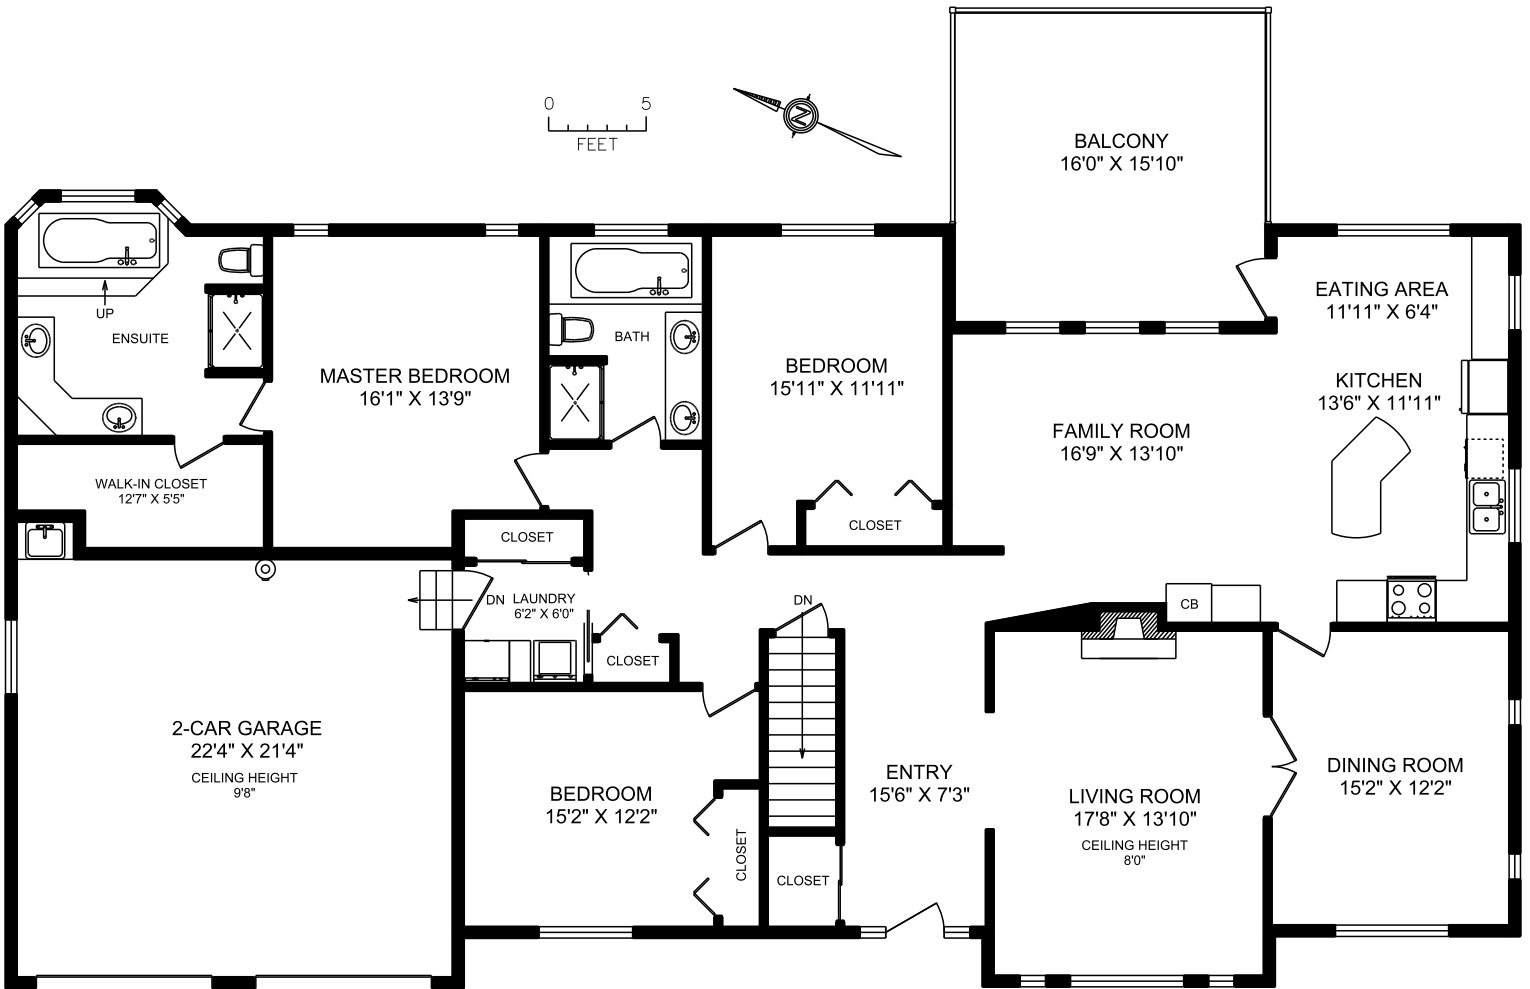 0 5
FEET
N
BALCONY
16'0" X 15'10"
UP
ENSUITE
BATH
EATING AREA
11'11" X 6'4"
MASTER BEDROOM
16'1" X 13'9"
BEDROOM
15'11" X 11'11"
KITCHEN
13'6" X 11'11"
FAMILY ROOM
16'9" X 13'10"
WALK-IN CLOSET
12'7" X 5'5"
CLOSET
CLOSET
DN
LAUNDRY
6'2" X 6'0"
DN
CB
CLOSET
2-CAR GARAGE
22'4" X 21'4"
CEILING HEIGHT
9'8"
BEDROOM
15'2" X 12'2"
CLOSET
CLOSET
ENTRY
15'6" X 7'3"
LIVING ROOM
17'8" X 13'10"
CEILING HEIGHT
8'0"
DINING ROOM
15'2" X 12'2"